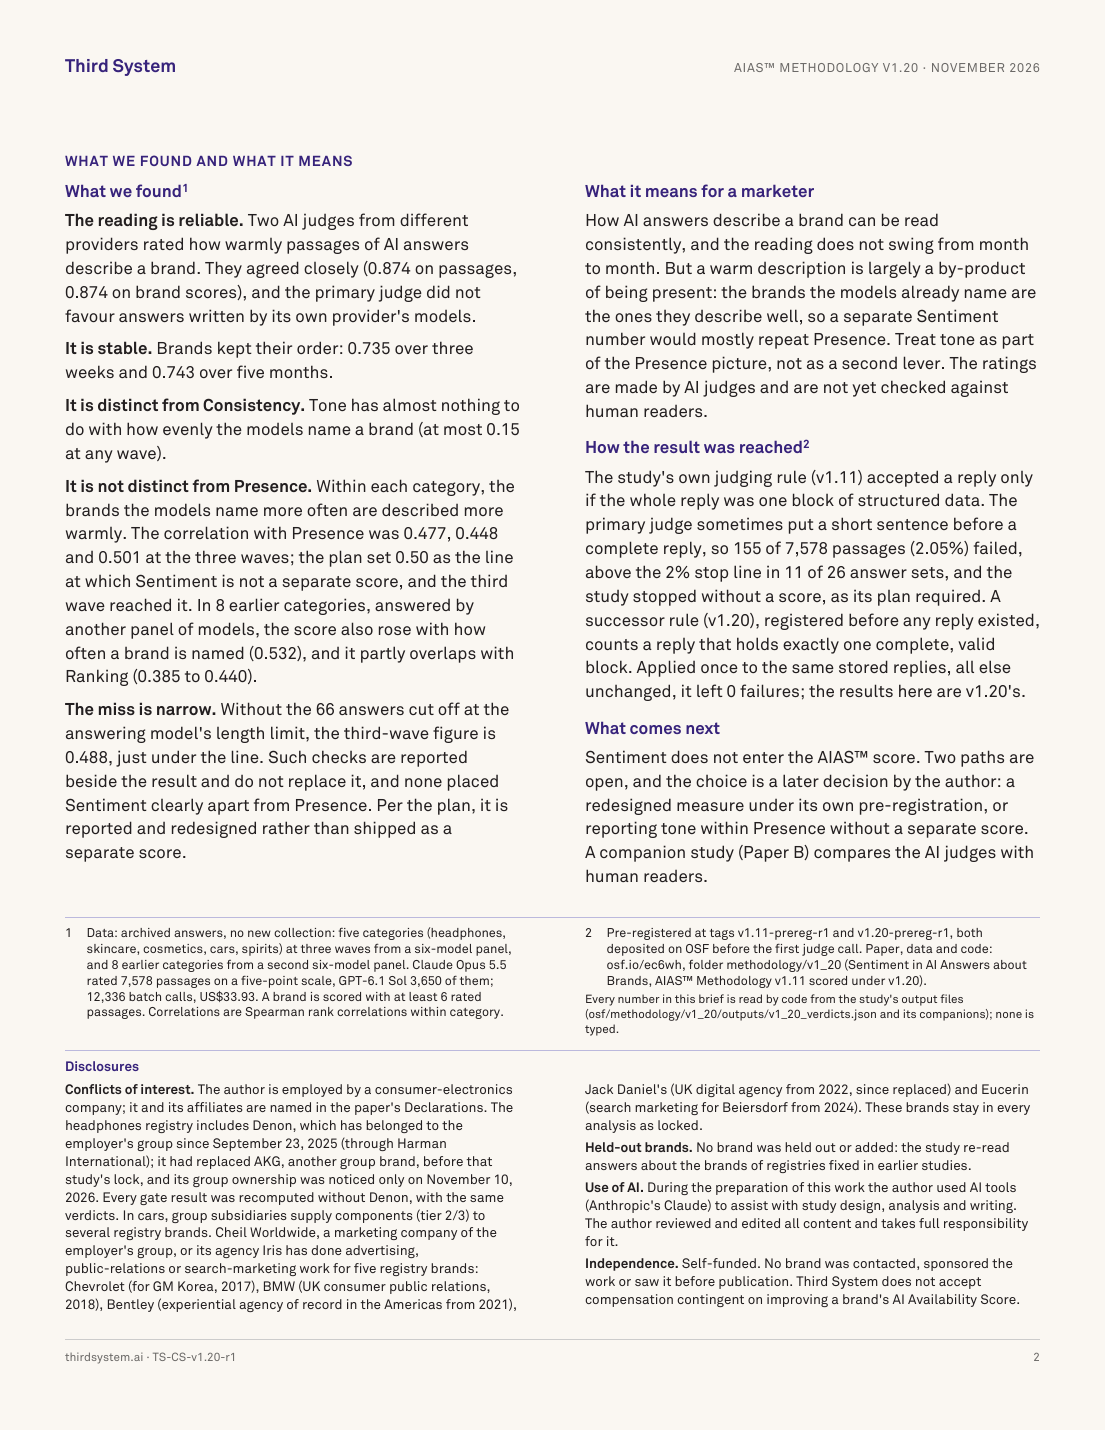 Third System
AIAS™ METHODOLOGY V1.20 · NOVEMBER 2026
WHAT WE FOUND AND WHAT IT MEANS
What we found¹
The reading is reliable. Two AI judges from different
providers rated how warmly passages of AI answers
describe a brand. They agreed closely (0.874 on passages,
0.874 on brand scores), and the primary judge did not
favour answers written by its own provider's models.
It is stable. Brands kept their order: 0.735 over three
weeks and 0.743 over five months.
It is distinct from Consistency. Tone has almost nothing to
do with how evenly the models name a brand (at most 0.15
at any wave).
It is not distinct from Presence. Within each category, the
brands the models name more often are described more
warmly. The correlation with Presence was 0.477, 0.448
and 0.501 at the three waves; the plan set 0.50 as the line
at which Sentiment is not a separate score, and the third
wave reached it. In 8 earlier categories, answered by
another panel of models, the score also rose with how
often a brand is named (0.532), and it partly overlaps with
Ranking (0.385 to 0.440).
The miss is narrow. Without the 66 answers cut off at the
answering model's length limit, the third-wave figure is
0.488, just under the line. Such checks are reported
beside the result and do not replace it, and none placed
Sentiment clearly apart from Presence. Per the plan, it is
reported and redesigned rather than shipped as a
separate score.
What it means for a marketer
How AI answers describe a brand can be read
consistently, and the reading does not swing from month
to month. But a warm description is largely a by-product
of being present: the brands the models already name are
the ones they describe well, so a separate Sentiment
number would mostly repeat Presence. Treat tone as part
of the Presence picture, not as a second lever. The ratings
are made by AI judges and are not yet checked against
human readers.
How the result was reached²
The study's own judging rule (v1.11) accepted a reply only
if the whole reply was one block of structured data. The
primary judge sometimes put a short sentence before a
complete reply, so 155 of 7,578 passages (2.05%) failed,
above the 2% stop line in 11 of 26 answer sets, and the
study stopped without a score, as its plan required. A
successor rule (v1.20), registered before any reply existed,
counts a reply that holds exactly one complete, valid
block. Applied once to the same stored replies, all else
unchanged, it left 0 failures; the results here are v1.20's.
What comes next
Sentiment does not enter the AIAS™ score. Two paths are
open, and the choice is a later decision by the author: a
redesigned measure under its own pre-registration, or
reporting tone within Presence without a separate score.
A companion study (Paper B) compares the AI judges with
human readers.
1 Data: archived answers, no new collection: five categories (headphones,
skincare, cosmetics, cars, spirits) at three waves from a six-model panel,
and 8 earlier categories from a second six-model panel. Claude Opus 5.5
rated 7,578 passages on a five-point scale, GPT-6.1 Sol 3,650 of them;
12,336 batch calls, US$33.93. A brand is scored with at least 6 rated
passages. Correlations are Spearman rank correlations within category.
2 Pre-registered at tags v1.11-prereg-r1 and v1.20-prereg-r1, both
deposited on OSF before the first judge call. Paper, data and code:
osf.io/ec6wh, folder methodology/v1_20 (Sentiment in AI Answers about
Brands, AIAS™ Methodology v1.11 scored under v1.20).
Every number in this brief is read by code from the study's output files
(osf/methodology/v1_20/outputs/v1_20_verdicts.json and its companions); none is
typed.
Disclosures
Conflicts of interest. The author is employed by a consumer-electronics
company; it and its affiliates are named in the paper's Declarations. The
headphones registry includes Denon, which has belonged to the
employer's group since September 23, 2025 (through Harman
International); it had replaced AKG, another group brand, before that
study's lock, and its group ownership was noticed only on November 10,
2026. Every gate result was recomputed without Denon, with the same
verdicts. In cars, group subsidiaries supply components (tier 2/3) to
several registry brands. Cheil Worldwide, a marketing company of the
employer's group, or its agency Iris has done advertising,
public-relations or search-marketing work for five registry brands:
Chevrolet (for GM Korea, 2017), BMW (UK consumer public relations,
2018), Bentley (experiential agency of record in the Americas from 2021),
Jack Daniel's (UK digital agency from 2022, since replaced) and Eucerin
(search marketing for Beiersdorf from 2024). These brands stay in every
analysis as locked.
Held-out brands. No brand was held out or added: the study re-read
answers about the brands of registries fixed in earlier studies.
Use of AI. During the preparation of this work the author used AI tools
(Anthropic's Claude) to assist with study design, analysis and writing.
The author reviewed and edited all content and takes full responsibility
for it.
Independence. Self-funded. No brand was contacted, sponsored the
work or saw it before publication. Third System does not accept
compensation contingent on improving a brand's AI Availability Score.
thirdsystem.ai · TS-CS-v1.20-r1
2